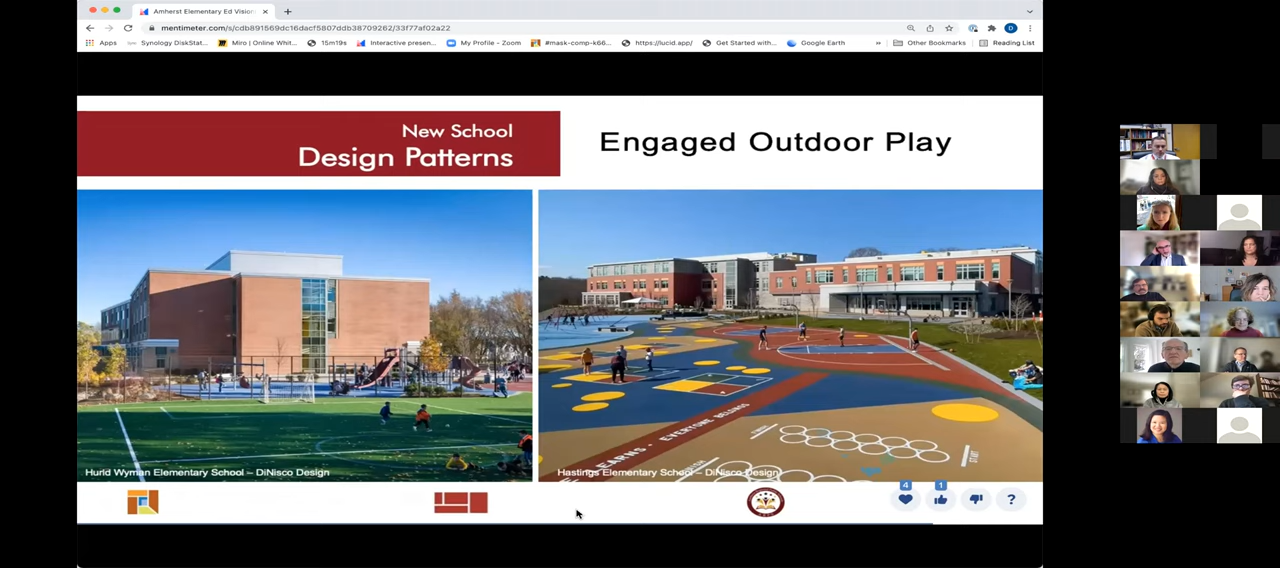 Amherst Elementary Ed Vision
mentimeter.com/s/cdb891569dc16dacf5807ddb38709262/33f77af02a22
Apps Synology DiskStat... Miro | Online Whit... 15m19s Interactive presen... My Profile - Zoom #mask-comp-k66... https://lucid.app/ Get Started with... Google Earth » Other Bookmarks Reading List
New School
Design Patterns
Engaged Outdoor Play
EVERYONE BELONGS
START
Hurld Wyman Elementary School – DiNisco Design
Hastings Elementary School – DiNisco Design
4
1
?
D